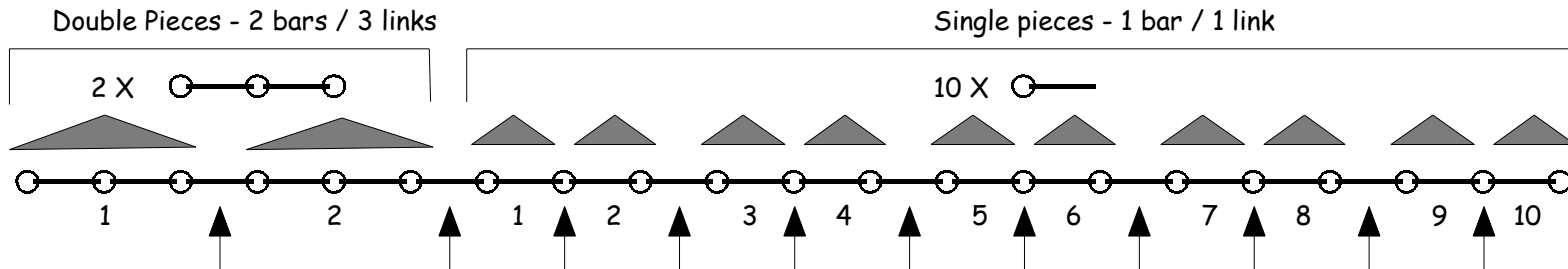 Double Pieces - 2 bars / 3 links
Single pieces - 1 bar / 1 link
2 X
10 X
1 2 1 2 3 4 5 6 7 8 9 10